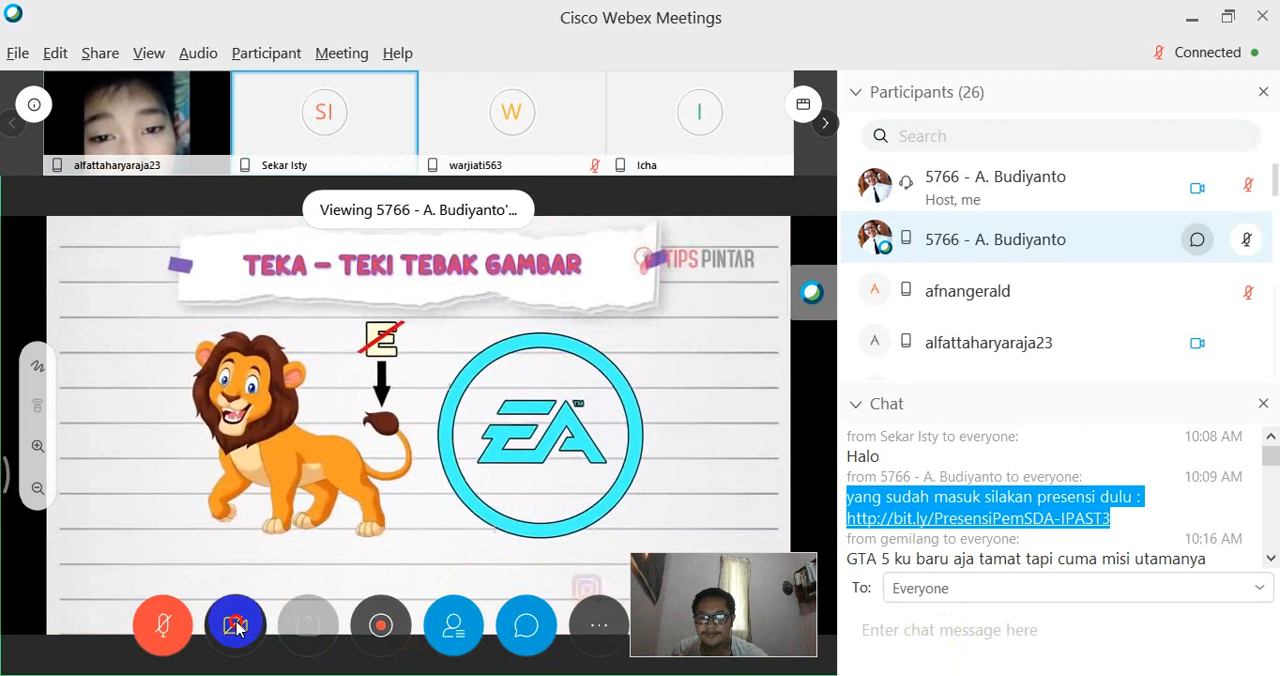 Cisco Webex Meetings
File Edit Share View Audio Participant Meeting Help
Connected
SI
W
I
alfattaharyaraja23
Sekar Isty
warjiati563
Icha
Viewing 5766 - A. Budiyanto'...
TEKA – TEKI TEBAK GAMBAR
TIPS PINTAR
E
EA™
Participants (26)
Search
5766 - A. Budiyanto
Host, me
5766 - A. Budiyanto
A
afnangerald
A
alfattaharyaraja23
Chat
from Sekar Isty to everyone: 10:08 AM
Halo
from 5766 - A. Budiyanto to everyone: 10:09 AM
yang sudah masuk silakan presensi dulu :
http://bit.ly/PresensiPemSDA-IPAST3
from gemilang to everyone: 10:16 AM
GTA 5 ku baru aja tamat tapi cuma misi utamanya
To: Everyone
Enter chat message here